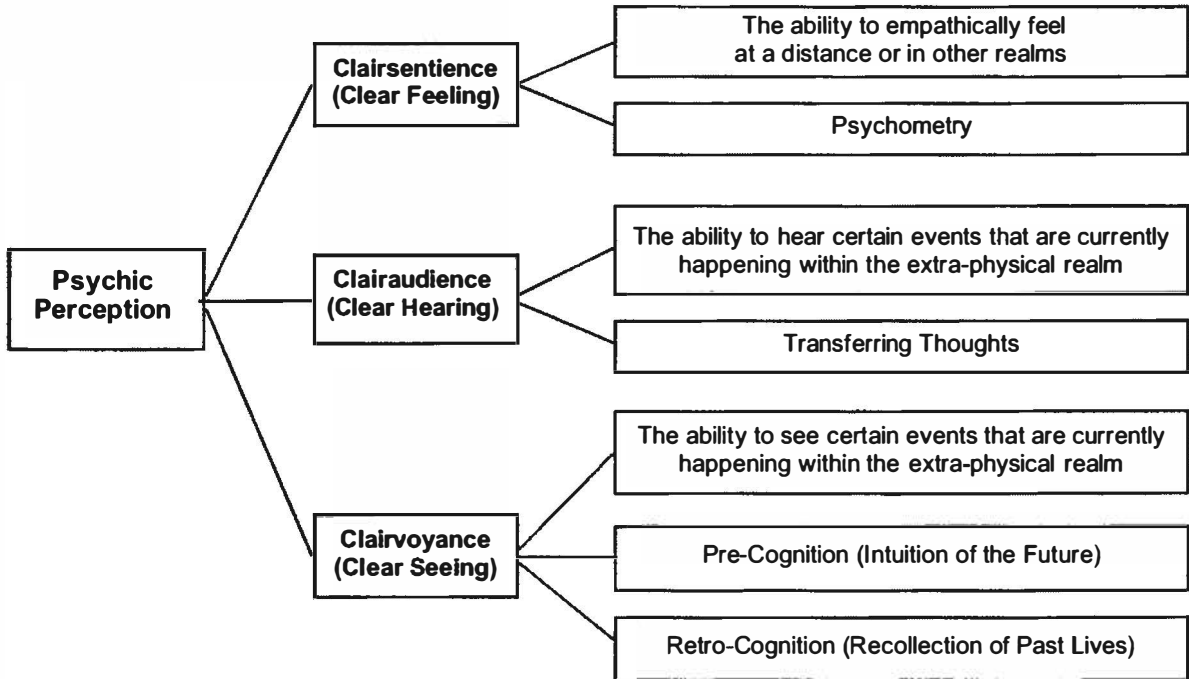 The ability to empathically feel
at a distance or in other realms
Clairsentience
(Clear Feeling)
Psychometry
The ability to hear certain events that are currently
happening within the extra-physical realm
Psychic
Perception
Clairaudience
(Clear Hearing)
Transferring Thoughts
The ability to see certain events that are currently
happening within the extra-physical realm
Clairvoyance
(Clear Seeing)
Pre-Cognition (Intuition of the Future)
Retro-Cognition (Recollection of Past Lives)